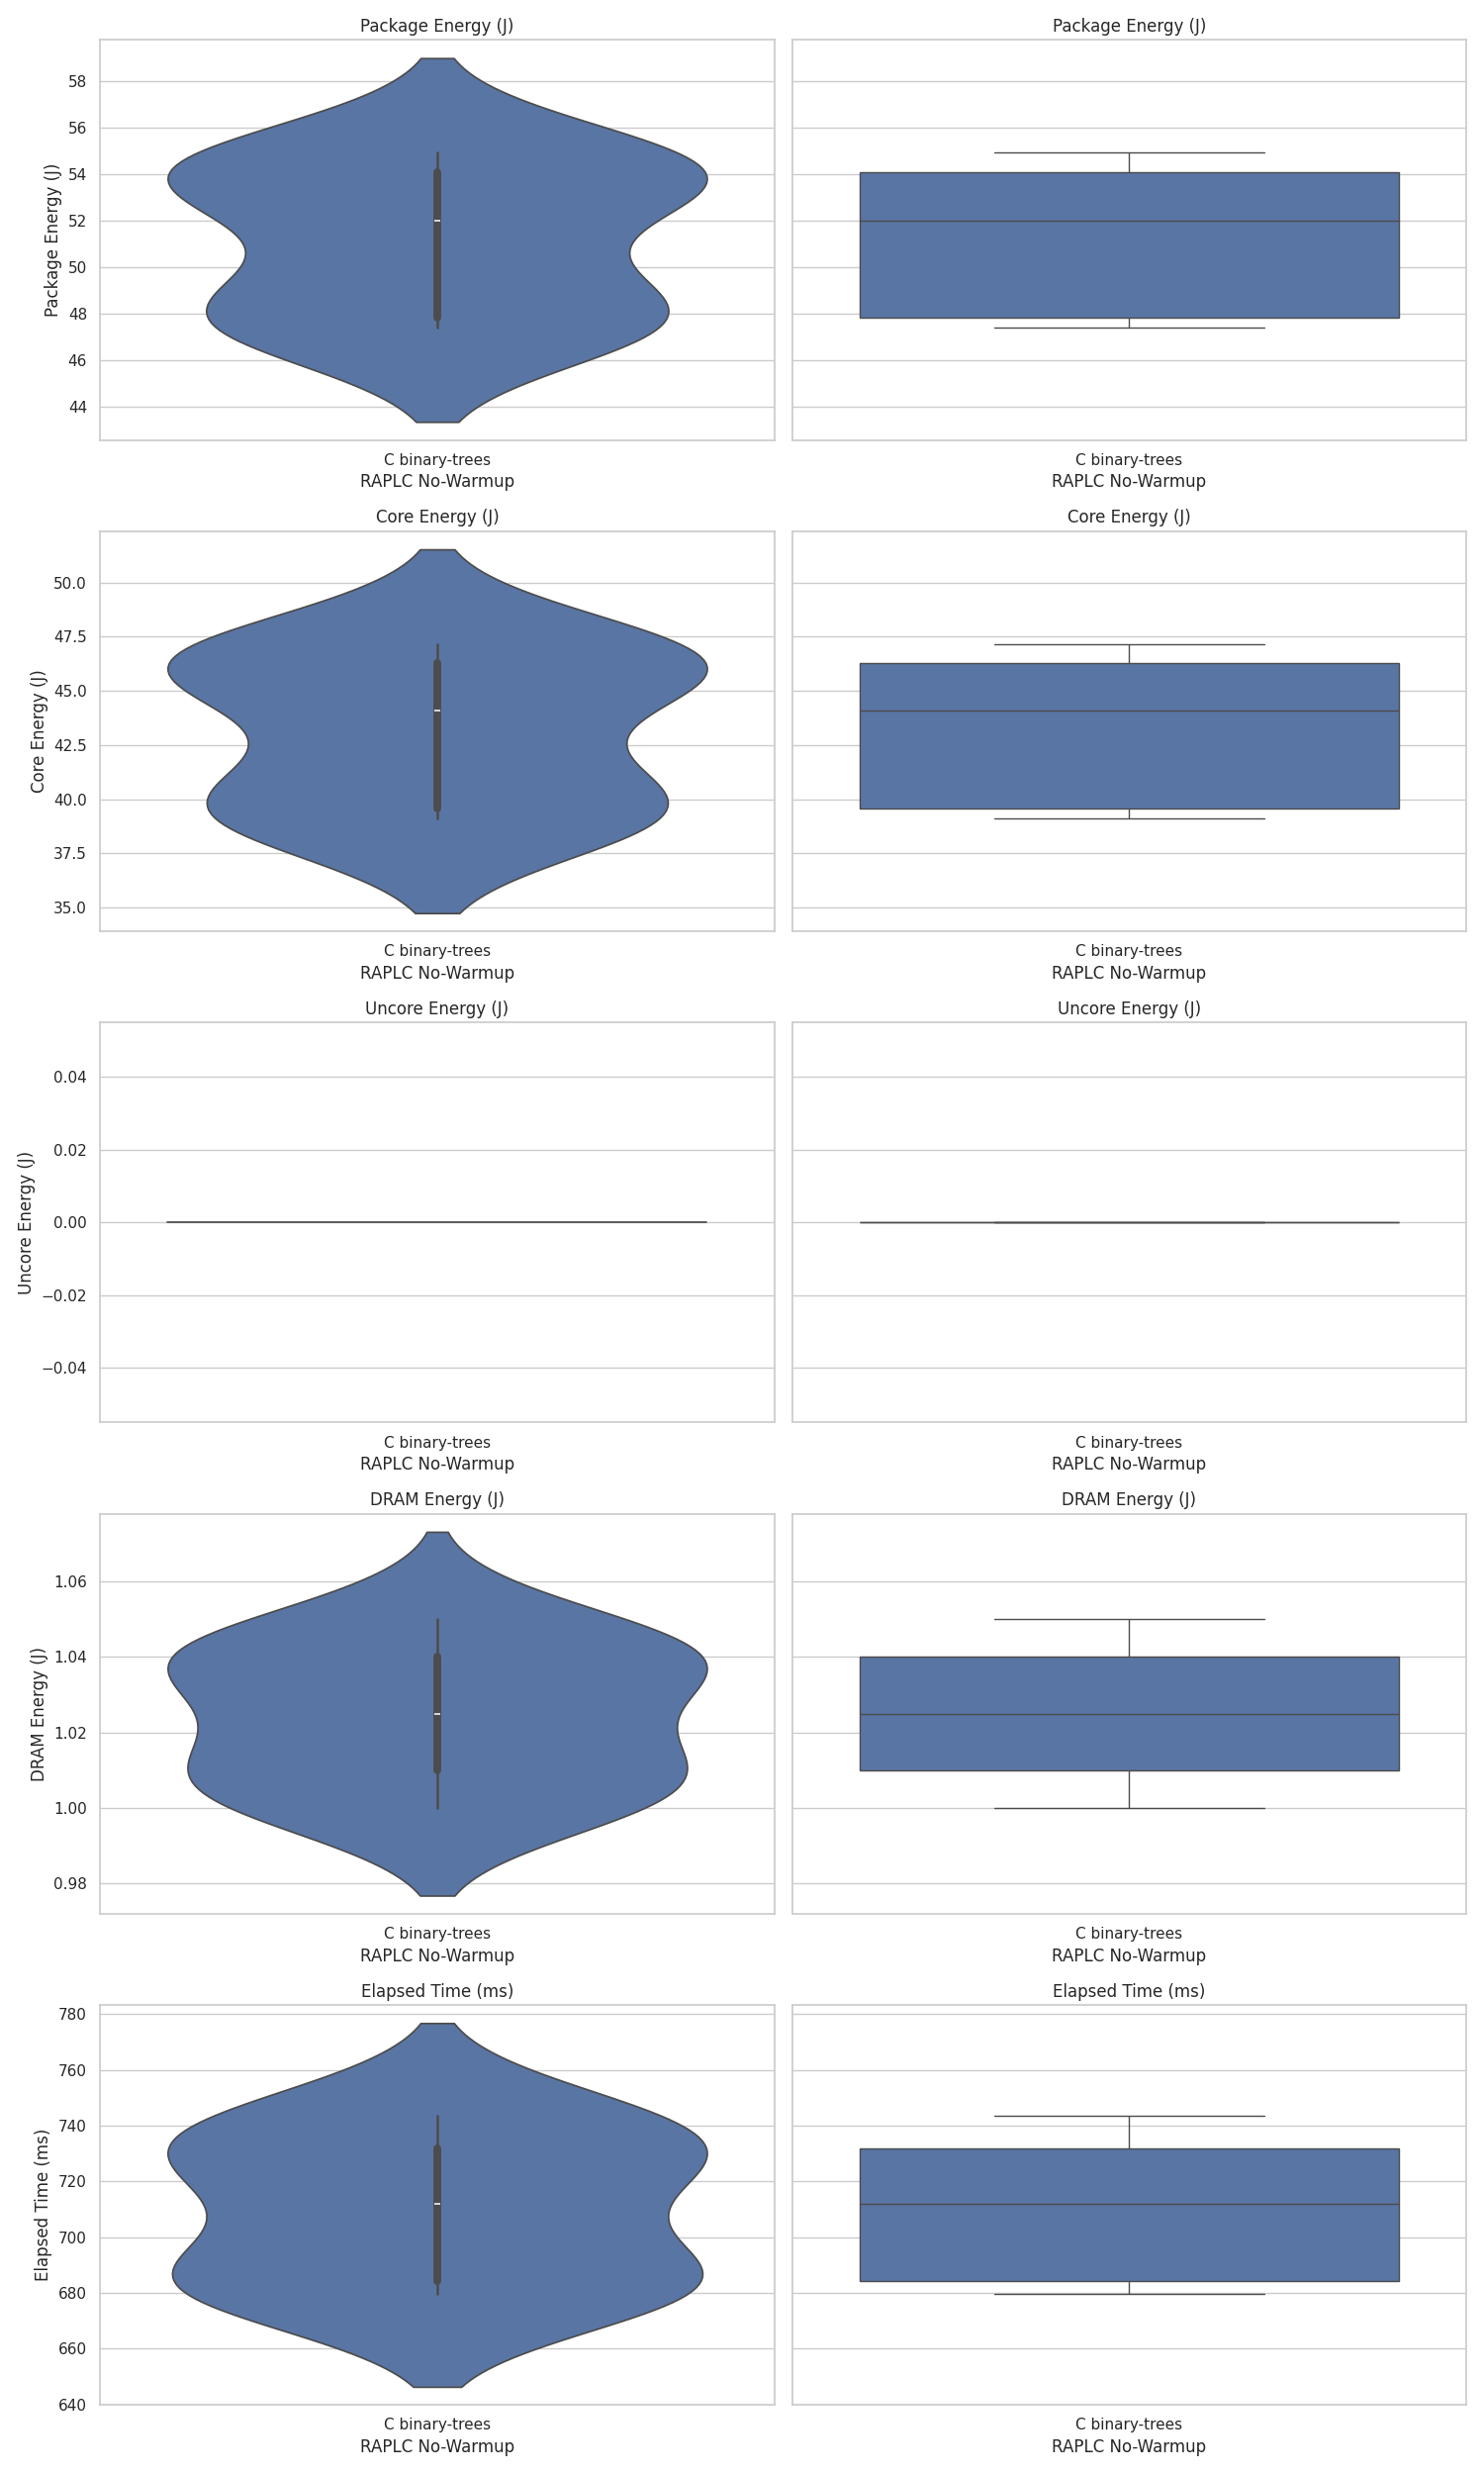 Package Energy (J)
Package Energy (J)
Package Energy (J)
58
56
54
52
50
48
46
44
C binary-trees
RAPLC No-Warmup
C binary-trees
RAPLC No-Warmup
Core Energy (J)
Core Energy (J)
Core Energy (J)
50.0
47.5
45.0
42.5
40.0
37.5
35.0
C binary-trees
RAPLC No-Warmup
C binary-trees
RAPLC No-Warmup
Uncore Energy (J)
Uncore Energy (J)
Uncore Energy (J)
0.04
0.02
0.00
−0.02
−0.04
C binary-trees
RAPLC No-Warmup
C binary-trees
RAPLC No-Warmup
DRAM Energy (J)
DRAM Energy (J)
DRAM Energy (J)
1.06
1.04
1.02
1.00
0.98
C binary-trees
RAPLC No-Warmup
C binary-trees
RAPLC No-Warmup
Elapsed Time (ms)
Elapsed Time (ms)
Elapsed Time (ms)
780
760
740
720
700
680
660
640
C binary-trees
RAPLC No-Warmup
C binary-trees
RAPLC No-Warmup